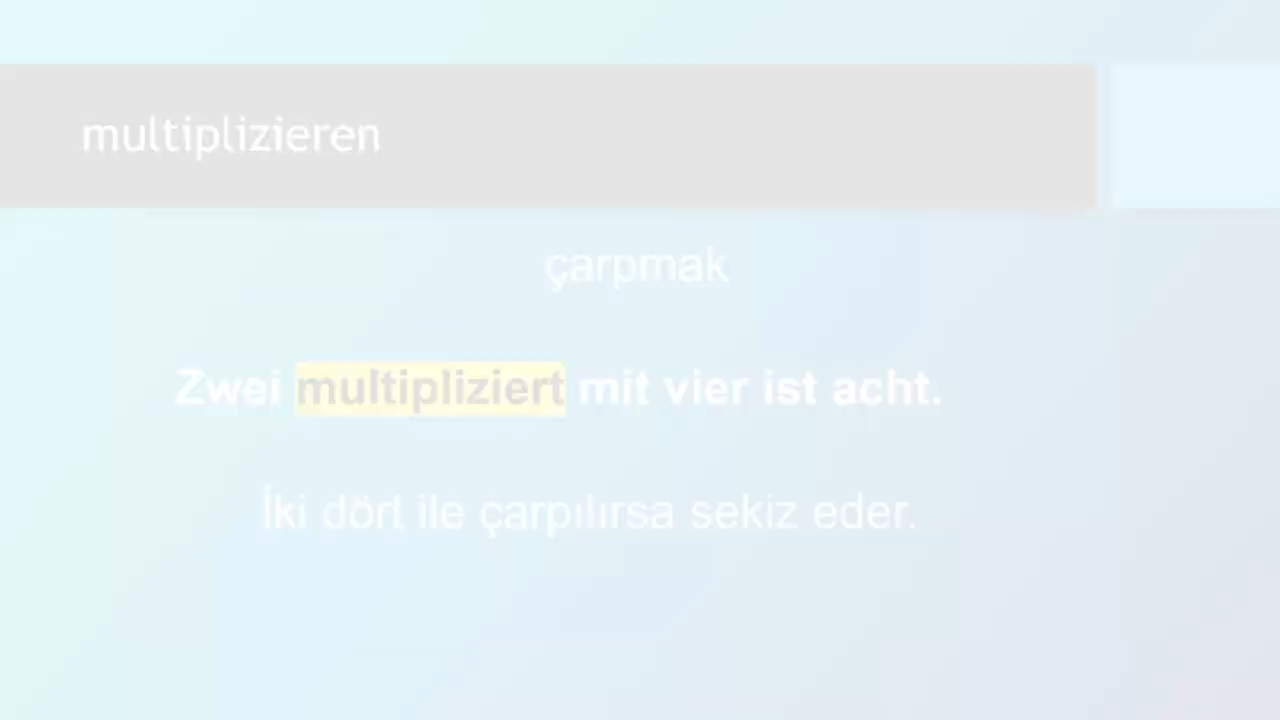 multiplizieren
çarpmak
Zwei multipliziert mit vier ist acht.
İki dört ile çarpılırsa sekiz eder.